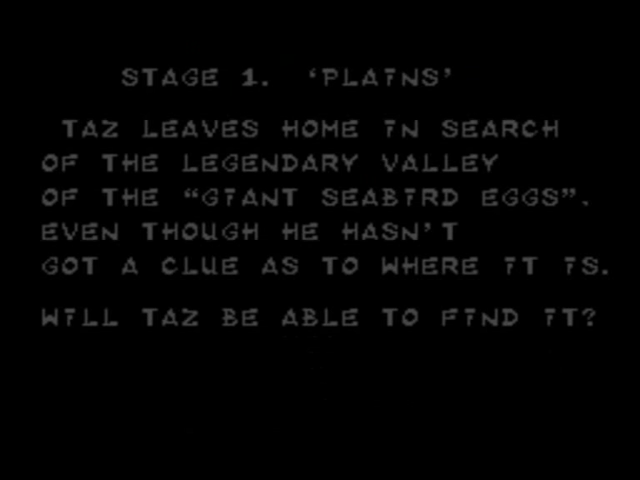 STAGE 1. ‘PLAINS’
TAZ LEAVES HOME IN SEARCH
OF THE LEGENDARY VALLEY
OF THE “GIANT SEABIRD EGGS”.
EVEN THOUGH HE HASN’T
GOT A CLUE AS TO WHERE IT IS.
WILL TAZ BE ABLE TO FIND IT?